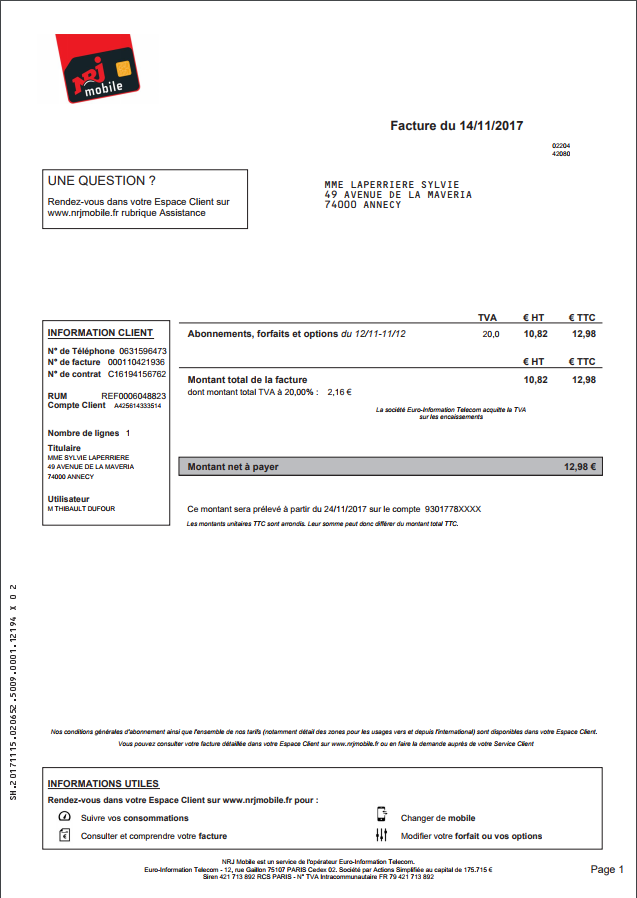 NRJ
mobile
Facture du 14/11/2017
02204
42080
UNE QUESTION ?
Rendez-vous dans votre Espace Client sur
www.nrjmobile.fr rubrique Assistance
MME LAPERRIERE SYLVIE
49 AVENUE DE LA MAVERIA
74000 ANNECY
INFORMATION CLIENT
N° de Téléphone 0631596473
N° de facture 000110421936
N° de contrat C16194156762
RUM REF0006048823
Compte Client A425614333514
Nombre de lignes 1
Titulaire
MME SYLVIE LAPERRIERE
49 AVENUE DE LA MAVERIA
74000 ANNECY
Utilisateur
M THIBAULT DUFOUR
TVA € HT € TTC
Abonnements, forfaits et options du 12/11-11/12 20,0 10,82 12,98
€ HT € TTC
Montant total de la facture 10,82 12,98
dont montant total TVA à 20,00% : 2,16 €
La société Euro-Information Telecom acquitte la TVA
sur les encaissements
Montant net à payer 12,98 €
Ce montant sera prélevé à partir du 24/11/2017 sur le compte 9301778XXXX
Les montants unitaires TTC sont arrondis. Leur somme peut donc différer du montant total TTC.
SH.20171115.020652.5009.0001.12194 X 0 2
Nos conditions générales d'abonnement ainsi que l'ensemble de nos tarifs (notamment détail des zones pour les usages vers et depuis l'international) sont disponibles dans votre Espace Client.
Vous pouvez consulter votre facture détaillée dans votre Espace Client sur www.nrjmobile.fr ou en faire la demande auprès de votre Service Client
INFORMATIONS UTILES
Rendez-vous dans votre Espace Client sur www.nrjmobile.fr pour :
Suivre vos consommations
Changer de mobile
Consulter et comprendre votre facture
Modifier votre forfait ou vos options
NRJ Mobile est un service de l'opérateur Euro-Information Telecom.
Euro-Information Telecom - 12, rue Gaillon 75107 PARIS Cedex 02. Société par Actions Simplifiée au capital de 175.715 €
Siren 421 713 892 RCS PARIS - N° TVA Intracommunautaire FR 79 421 713 892
Page 1